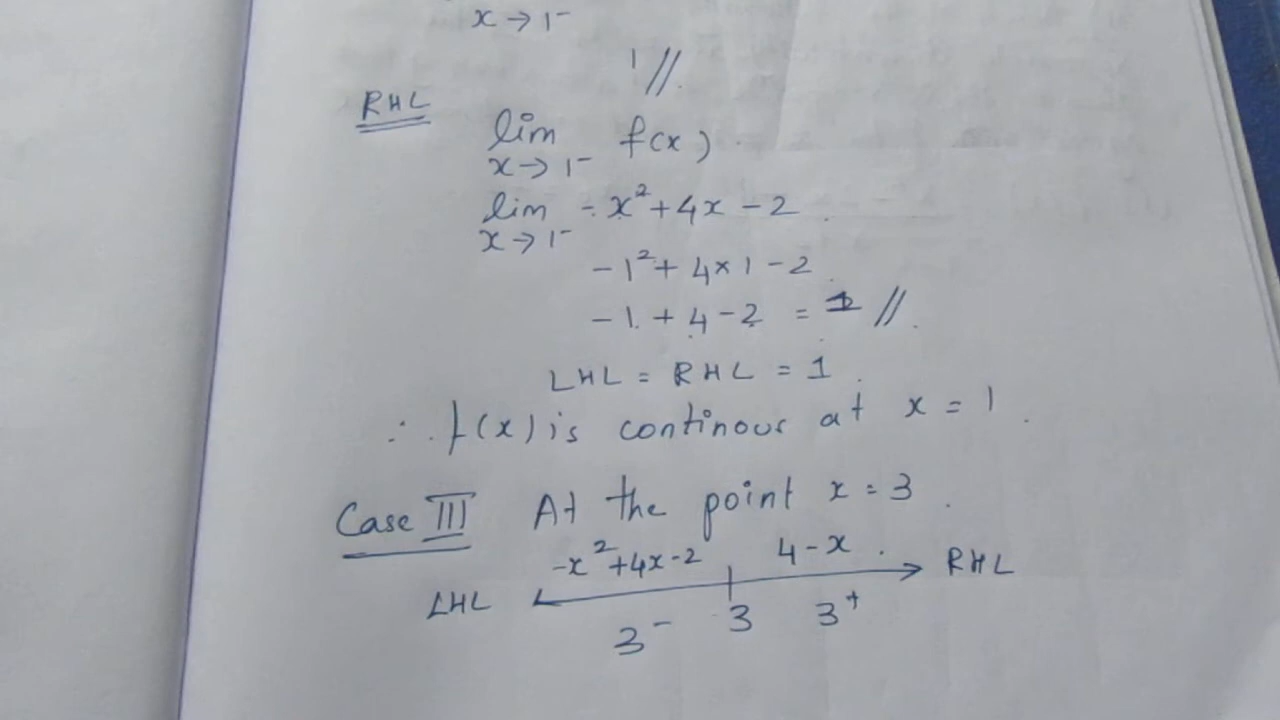 x → 1⁻
1 //
RHL
lim f(x)
x → 1⁻
lim -x² + 4x - 2
x → 1⁻
-1² + 4 × 1 - 2
-1 + 4 - 2 = 1 //
LHL = RHL = 1
∴ f(x) is continous at x = 1
Case III At the point x = 3
-x² + 4x - 2 4 - x
LHL RHL
3⁻ 3 3⁺